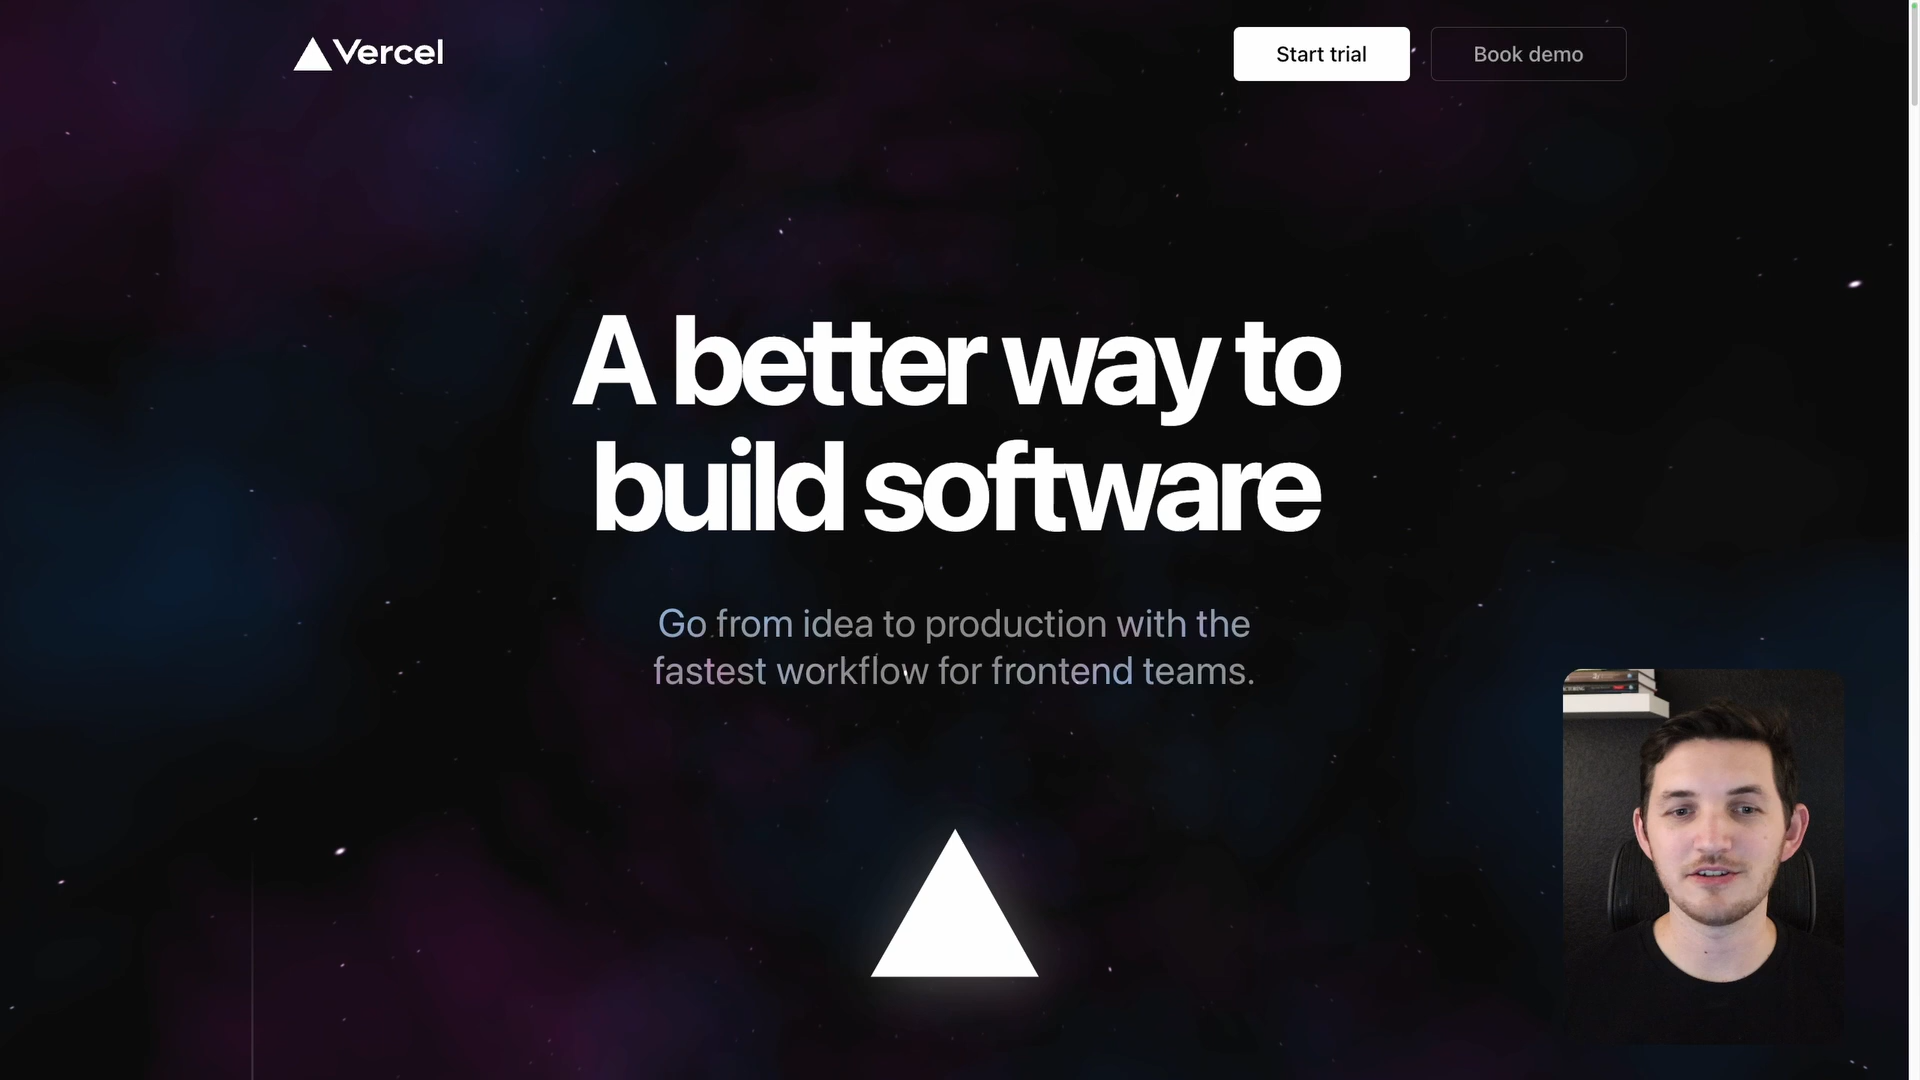 Vercel
Start trial
Book demo
A better way to
build software
Go from idea to production with the
fastest workflow for frontend teams.